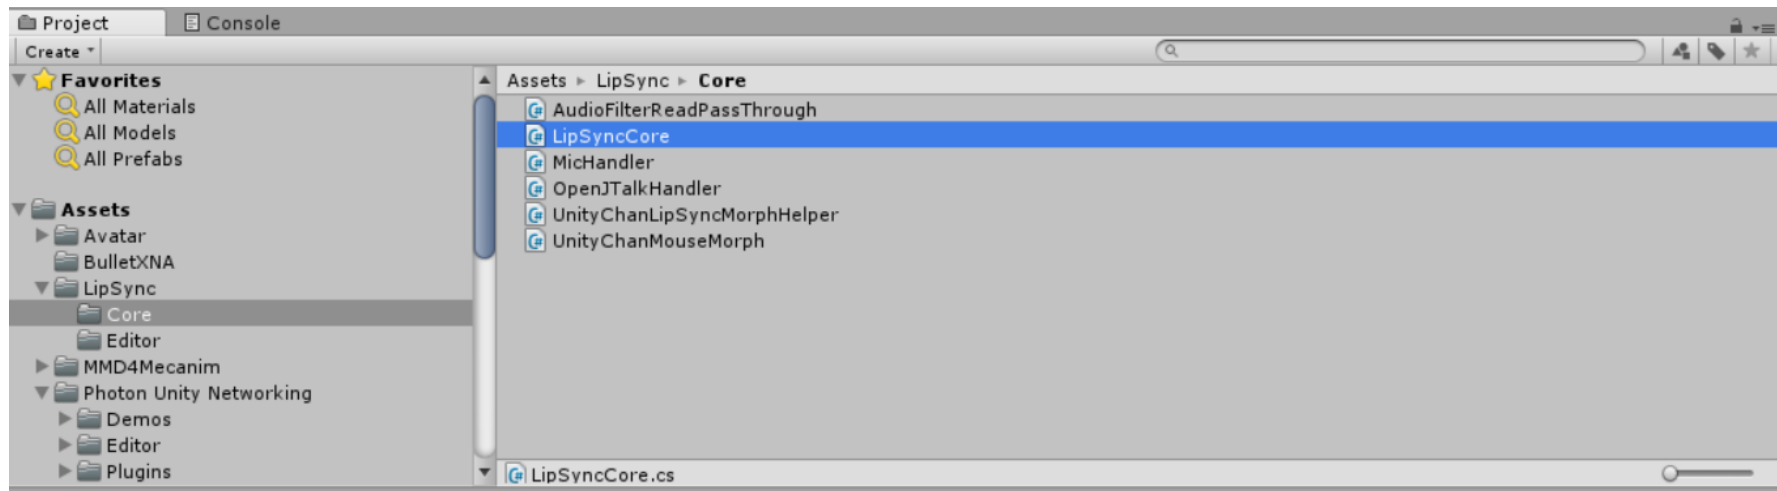 Project Console
Create
Favorites
All Materials
All Models
All Prefabs
Assets
Avatar
BulletXNA
LipSync
Core
Editor
MMD4Mecanim
Photon Unity Networking
Demos
Editor
Plugins
Assets LipSync Core
AudioFilterReadPassThrough
LipSyncCore
MicHandler
OpenJTalkHandler
UnityChanLipSyncMorphHelper
UnityChanMouseMorph
LipSyncCore.cs